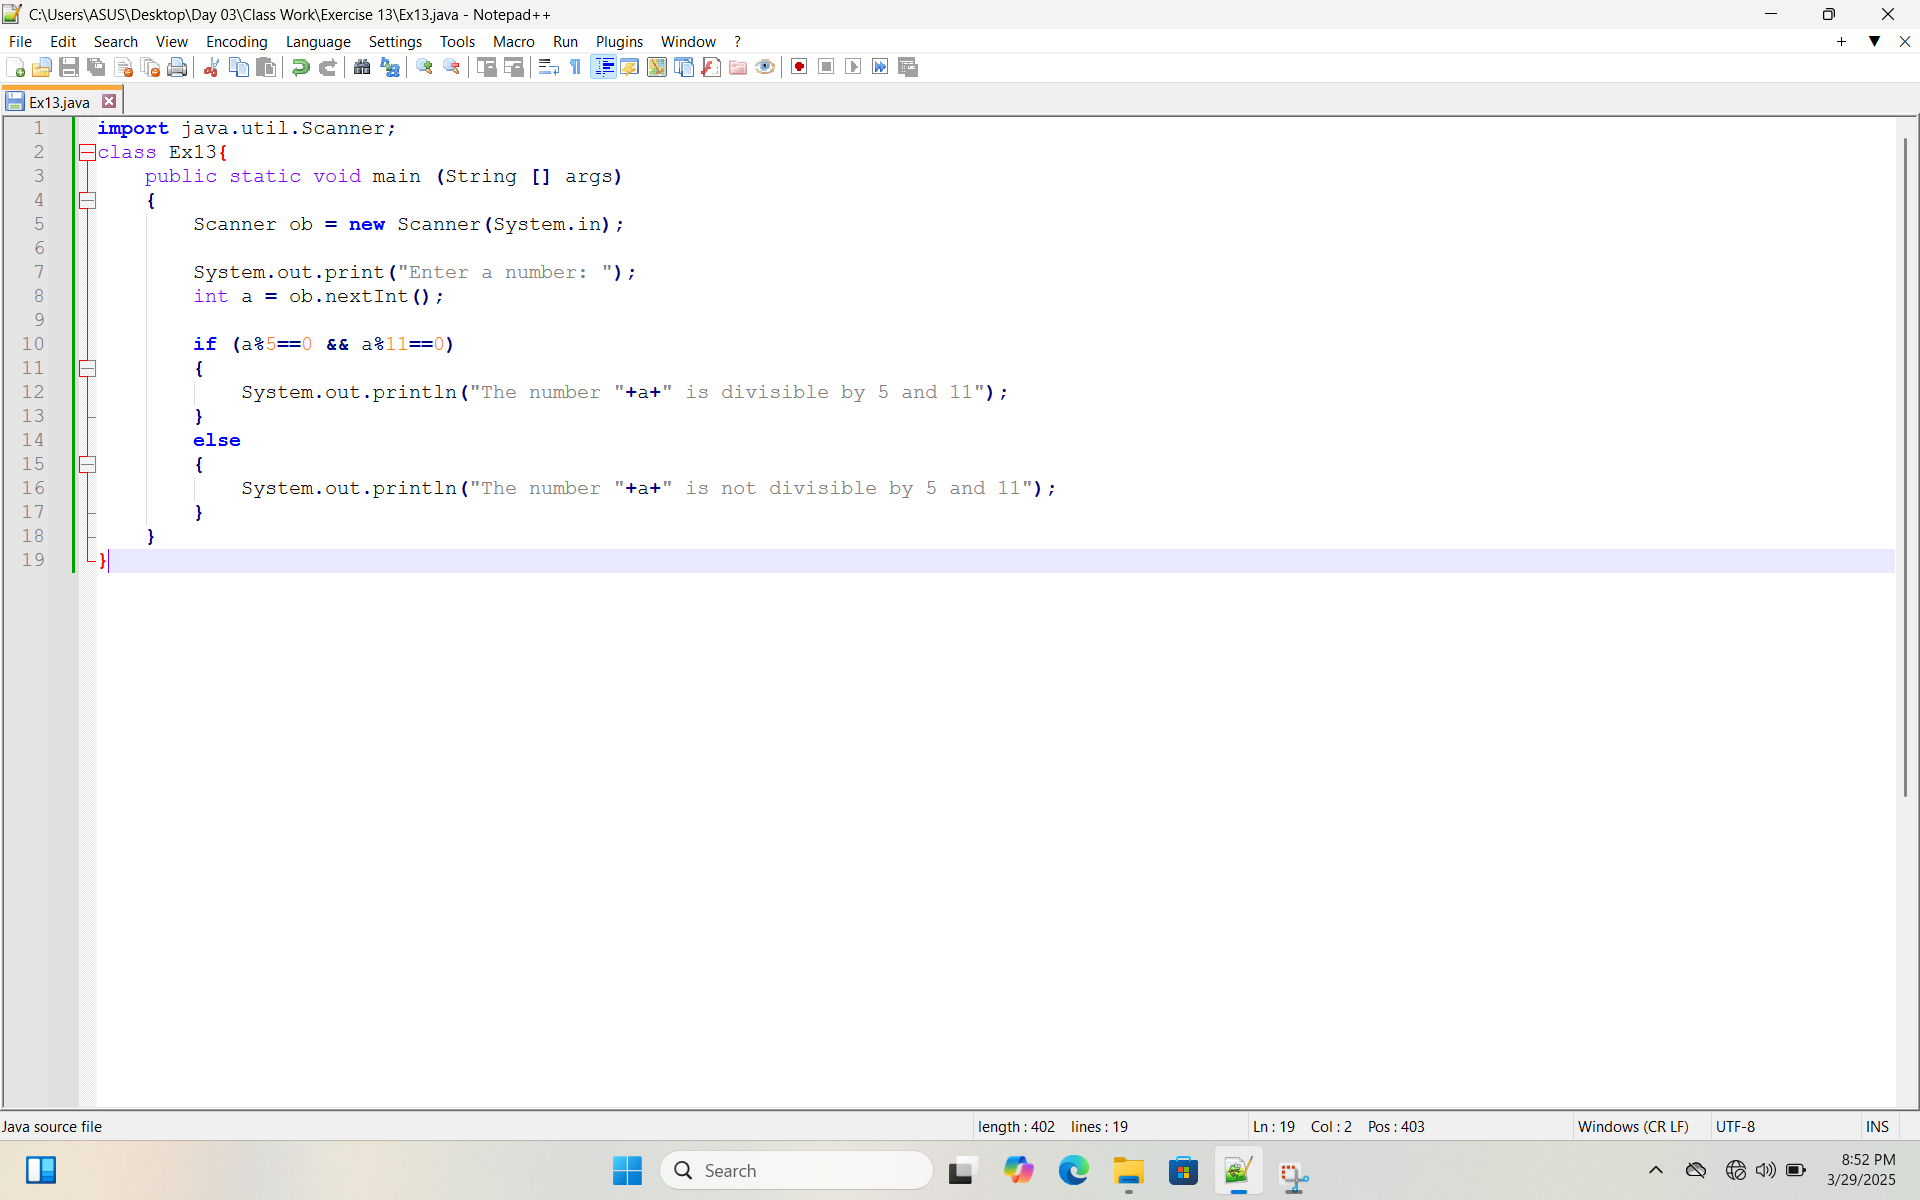 C:\Users\ASUS\Desktop\Day 03\Class Work\Exercise 13\Ex13.java - Notepad++
File Edit Search View Encoding Language Settings Tools Macro Run Plugins Window ?
Ex13.java
1 import java.util.Scanner;
2 class Ex13{
3 public static void main (String [] args)
4 {
5 Scanner ob = new Scanner(System.in);
6
7 System.out.print("Enter a number: ");
8 int a = ob.nextInt();
9
10 if (a%5==0 && a%11==0)
11 {
12 System.out.println("The number "+a+" is divisible by 5 and 11");
13 }
14 else
15 {
16 System.out.println("The number "+a+" is not divisible by 5 and 11");
17 }
18 }
19 }
Java source file length : 402 lines : 19 Ln : 19 Col : 2 Pos : 403 Windows (CR LF) UTF-8 INS
Search
8:52 PM
3/29/2025